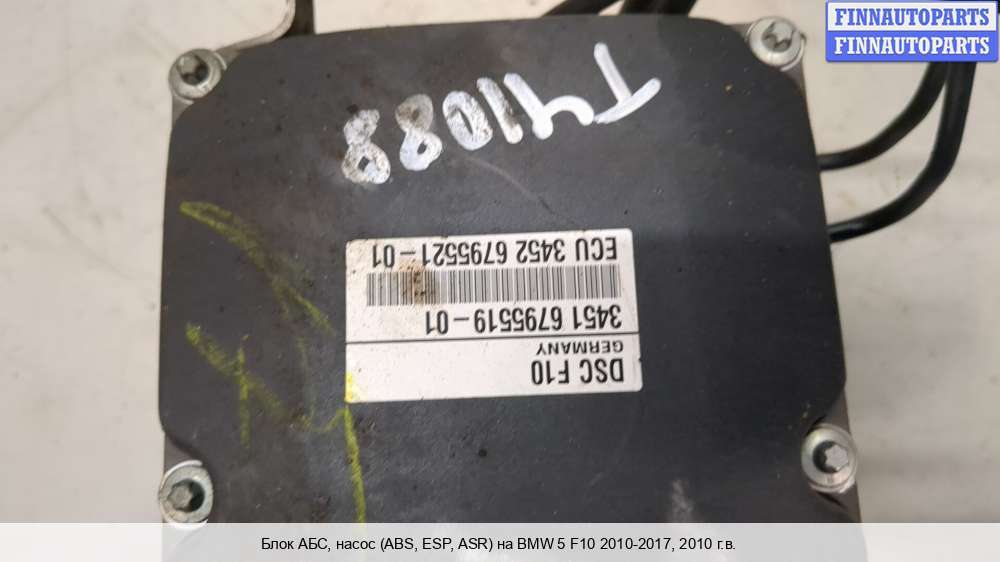 FINNAUTOPARTS
FINNAUTOPARTS
T41088
DSC F10
GERMANY
3451 6795519-01
ECU 3452 6795521-01
Блок АБС, насос (ABS, ESP, ASR) на BMW 5 F10 2010-2017, 2010 г.в.